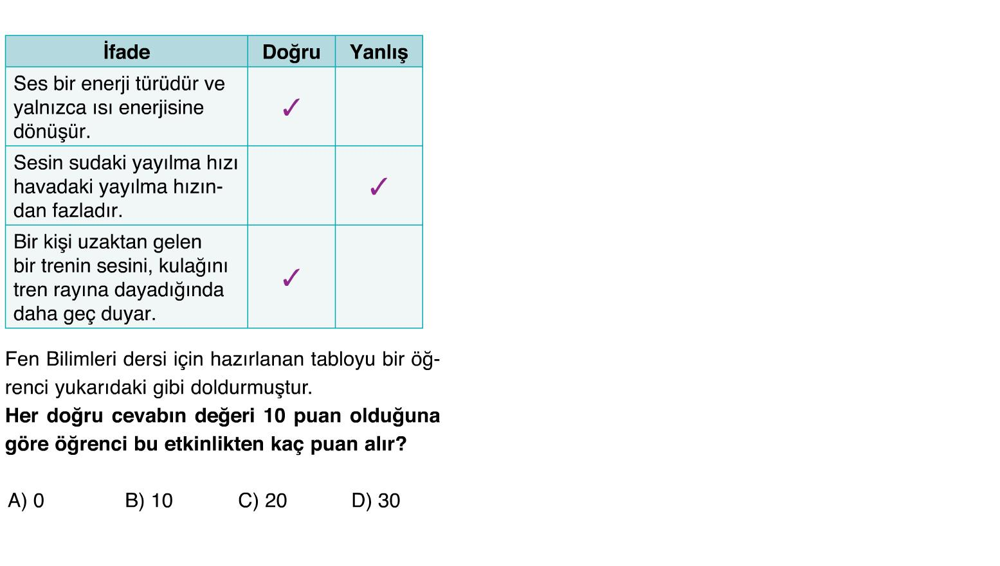 İfade Doğru Yanlış
Ses bir enerji türüdür ve
yalnızca ısı enerjisine
dönüşür.
✓
Sesin sudaki yayılma hızı
havadaki yayılma hızın-
dan fazladır.
✓
Bir kişi uzaktan gelen
bir trenin sesini, kulağını
tren rayına dayadığında
daha geç duyar.
✓
Fen Bilimleri dersi için hazırlanan tabloyu bir öğ-
renci yukarıdaki gibi doldurmuştur.
Her doğru cevabın değeri 10 puan olduğuna
göre öğrenci bu etkinlikten kaç puan alır?
A) 0 B) 10 C) 20 D) 30